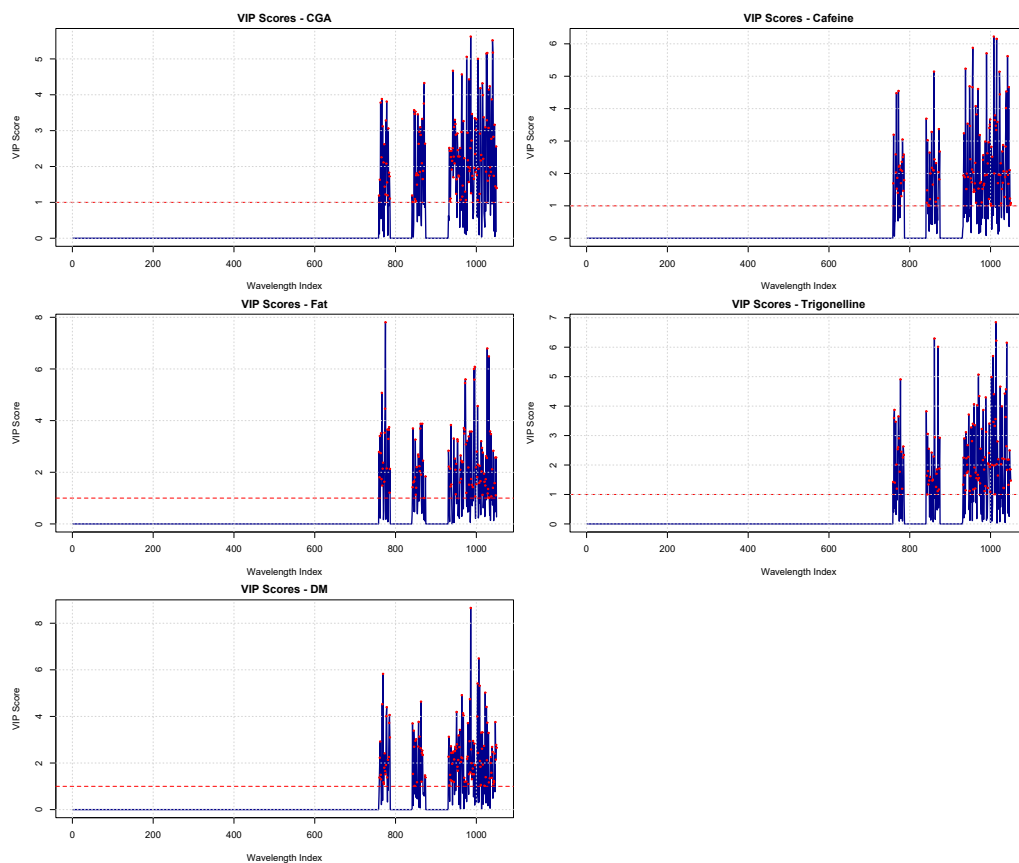 VIP Scores - CGA
VIP Score
0 1 2 3 4 5
0 200 400 600 800 1000
Wavelength Index
VIP Scores - Cafeine
VIP Score
0 1 2 3 4 5 6
0 200 400 600 800 1000
Wavelength Index
VIP Scores - Fat
VIP Score
0 2 4 6 8
0 200 400 600 800 1000
Wavelength Index
VIP Scores - Trigonelline
VIP Score
0 1 2 3 4 5 6 7
0 200 400 600 800 1000
Wavelength Index
VIP Scores - DM
VIP Score
0 2 4 6 8
0 200 400 600 800 1000
Wavelength Index